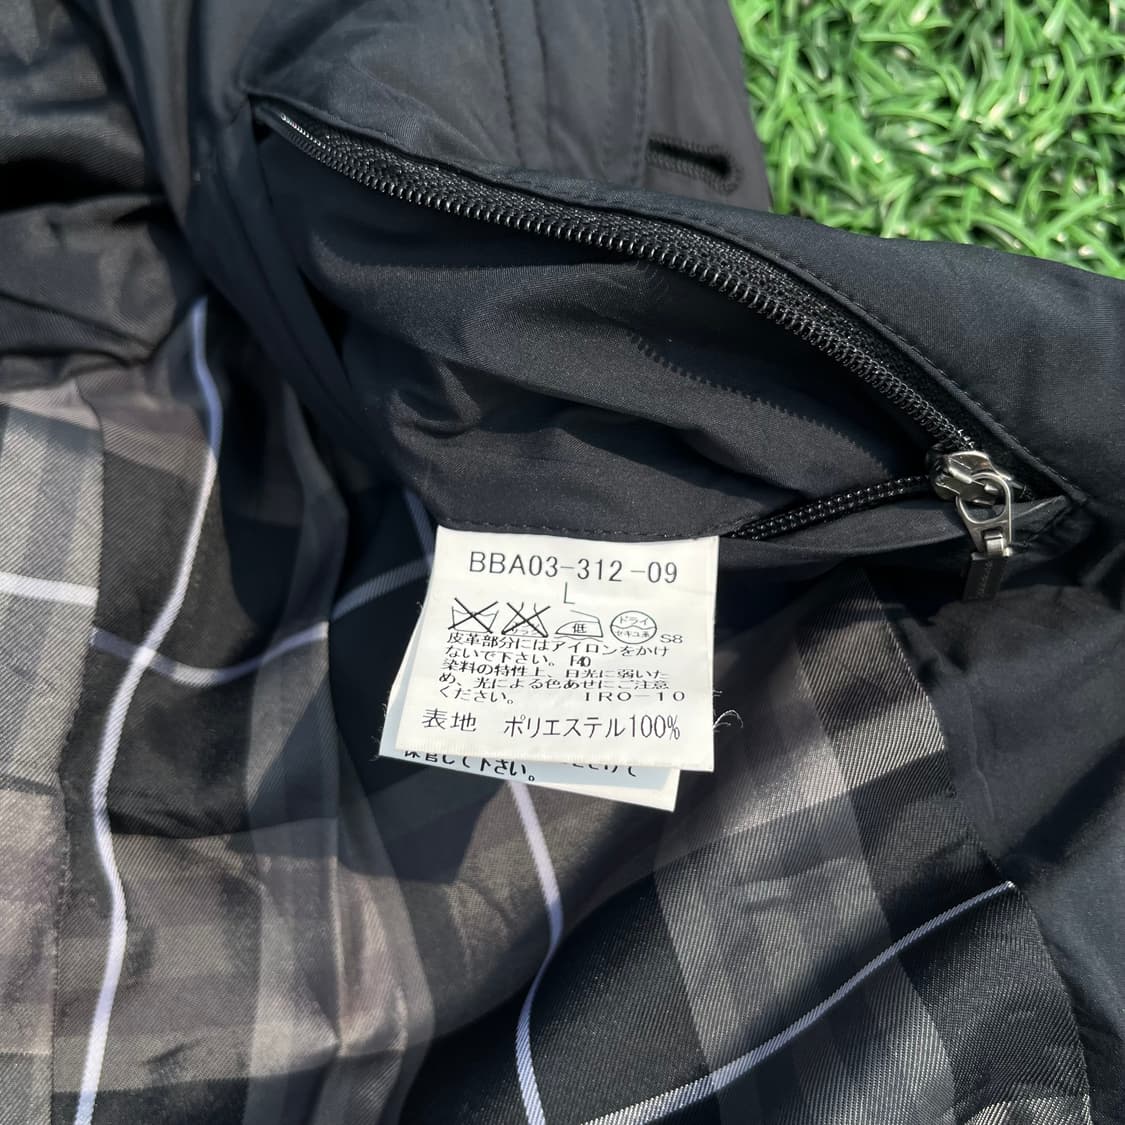 BBA03-312-09
L
低 ドライ セキユ系 S8
皮革部分にはアイロンをかけ
ないで下さい。 F40
染料の特性上、日光に弱いた
め、光による色あせにご注意
ください。 IRO-10
表地 ポリエステル100%
保管して下さい。